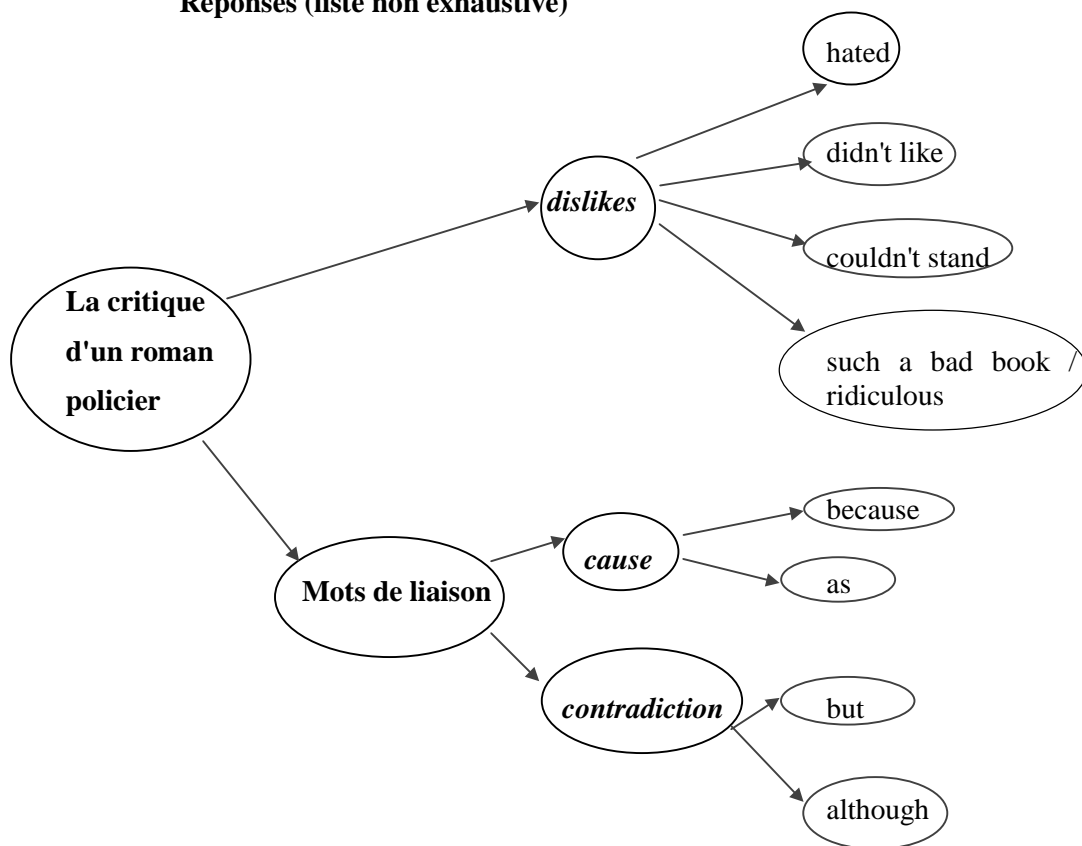 Réponses (liste non exhaustive)
hated
didn't like
dislikes
couldn't stand
La critique
d'un roman
policier
such a bad book /
ridiculous
because
cause
as
Mots de liaison
contradiction
but
although